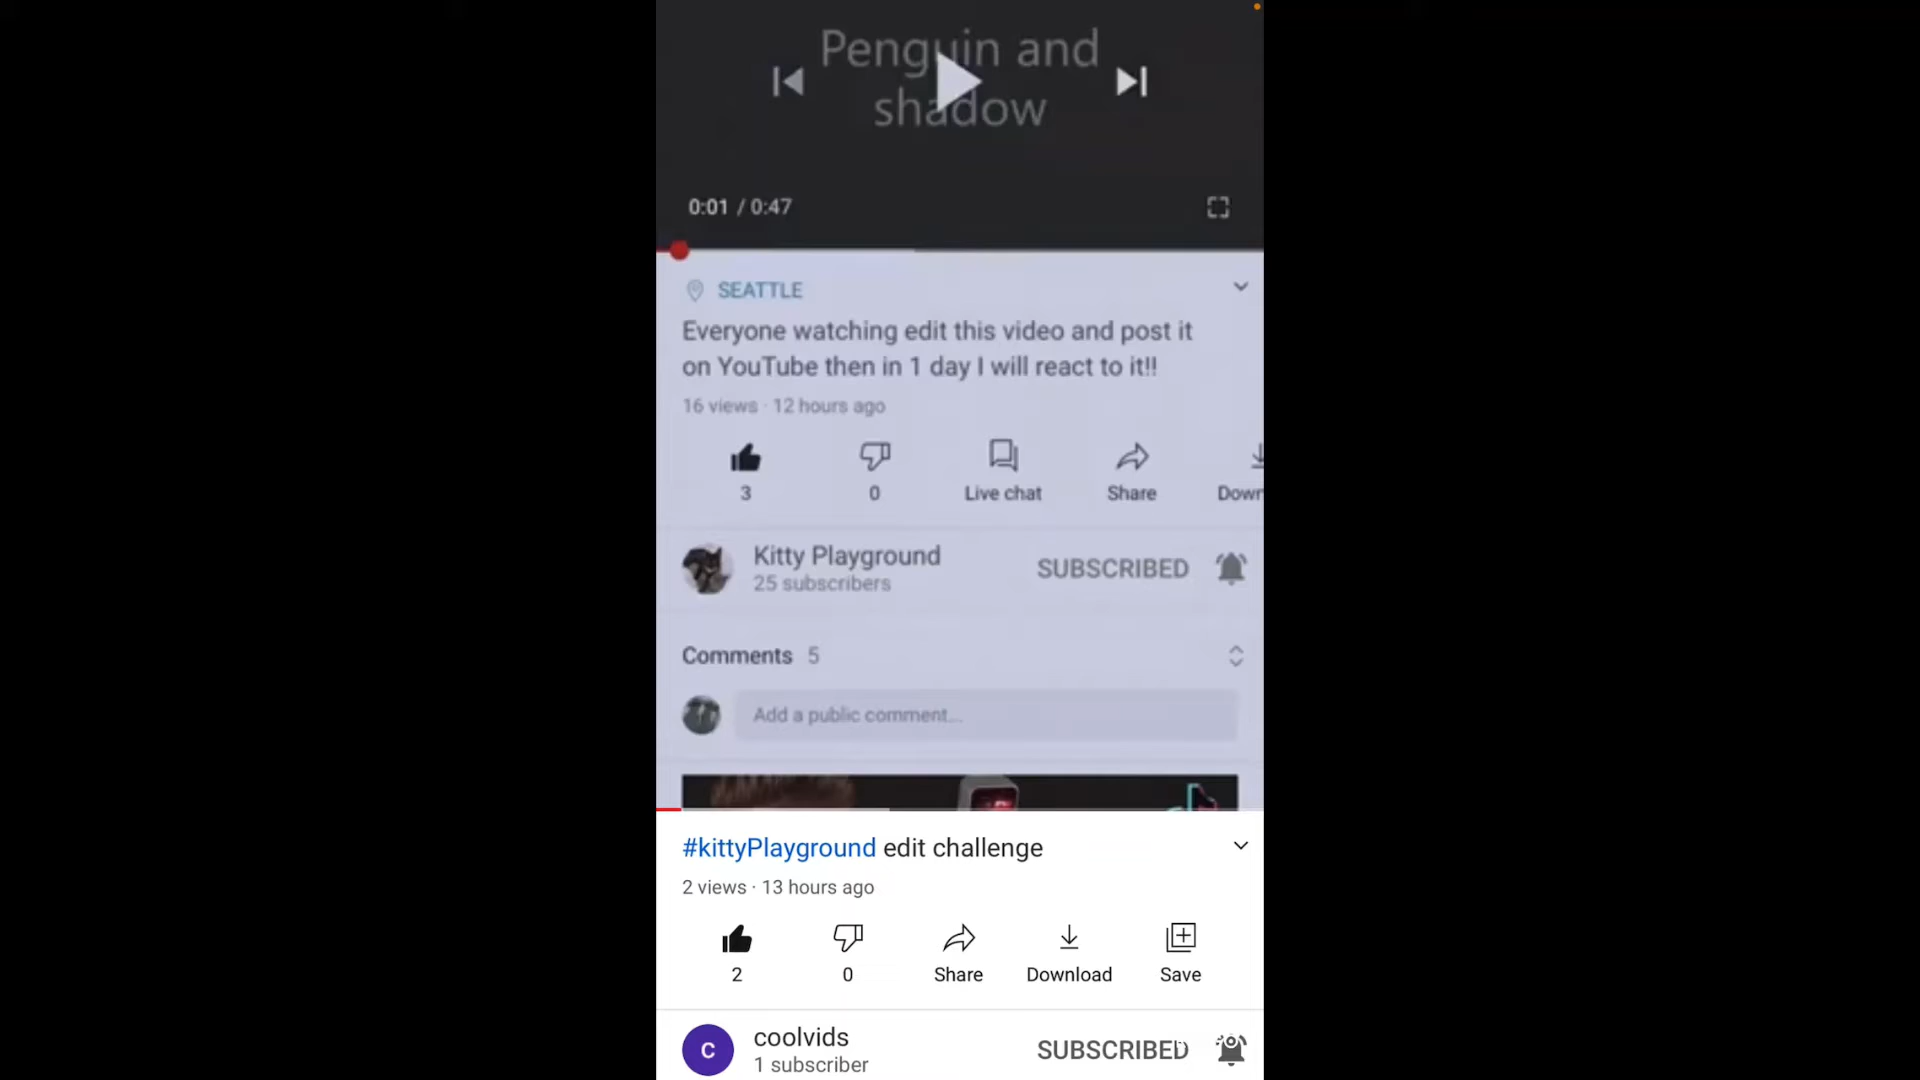 Penguin and
shadow
0:01 / 0:47
SEATTLE
Everyone watching edit this video and post it
on YouTube then in 1 day I will react to it!!
16 views · 12 hours ago
3
0
Live chat
Share
Down
Kitty Playground
25 subscribers
SUBSCRIBED
Comments 5
Add a public comment...
#kittyPlayground edit challenge
2 views · 13 hours ago
2
0
Share
Download
Save
C
coolvids
1 subscriber
SUBSCRIBED